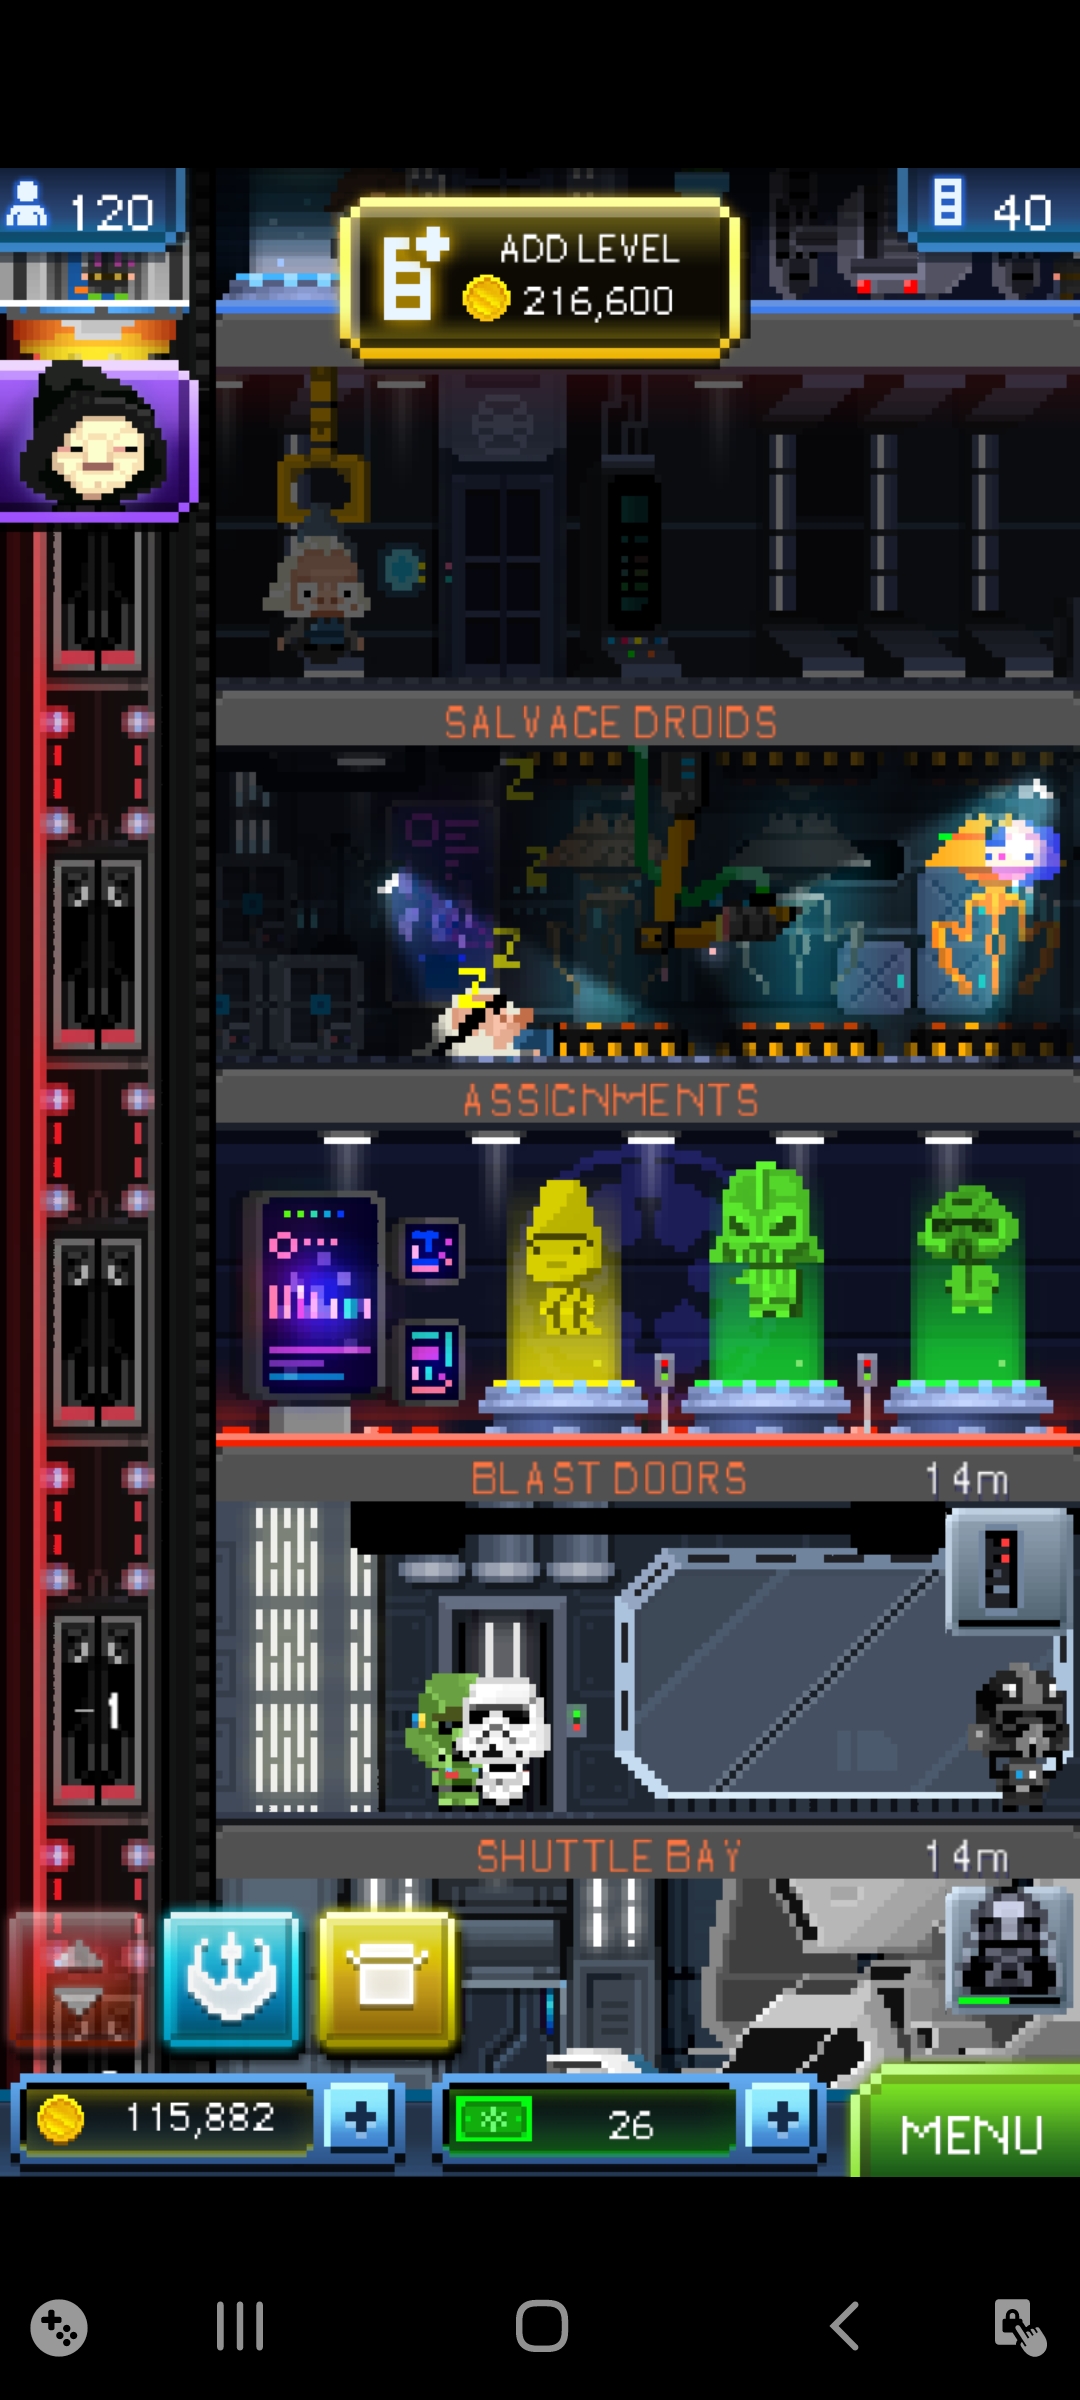 120
ADD LEVEL
216,600
40
SALVAGE DROIDS
Z
Z
Z
Z
ASSIGNMENTS
BLAST DOORS 14m
-1
SHUTTLE BAY 14m
115,882
26
MENU